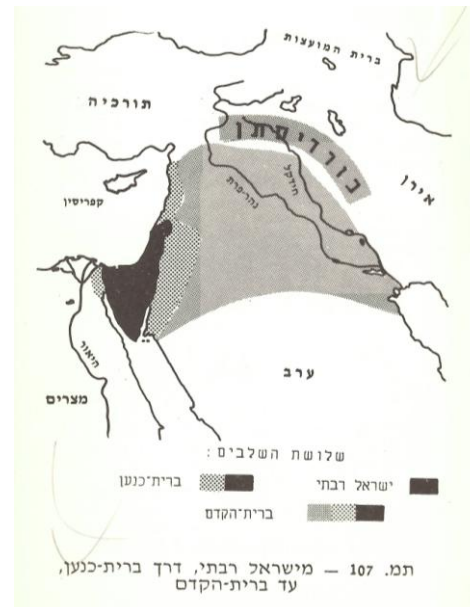 ברית המועצות
תורכיה
כורדיסתן
אירן
חידקל
נהר-פרת
קפריסין
ערב
היאור
מצרים
שלושת השלבים:
ישראל רבתי
ברית-כנען
ברית-הקדם
תמ. 107 — מישראל רבתי, דרך ברית-כנען,
עד ברית-הקדם